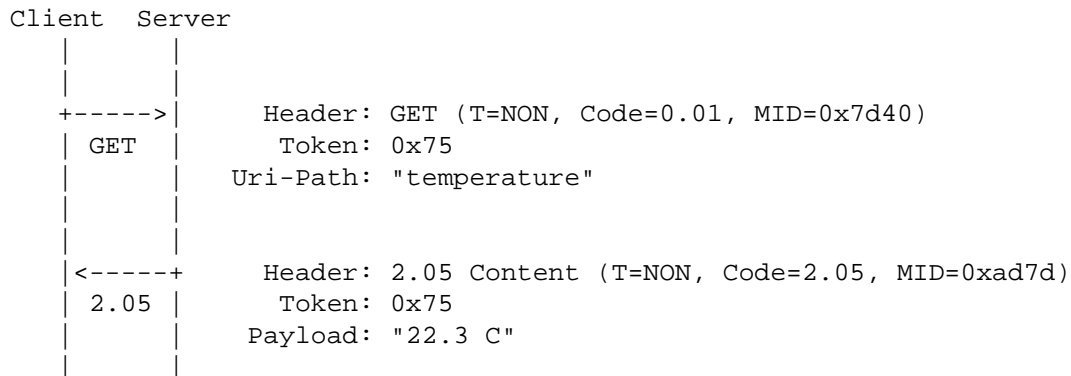 Client Server
+----->| Header: GET (T=NON, Code=0.01, MID=0x7d40)
| GET | Token: 0x75
| | Uri-Path: "temperature"
|<-----+ Header: 2.05 Content (T=NON, Code=2.05, MID=0xad7d)
| 2.05 | Token: 0x75
| | Payload: "22.3 C"